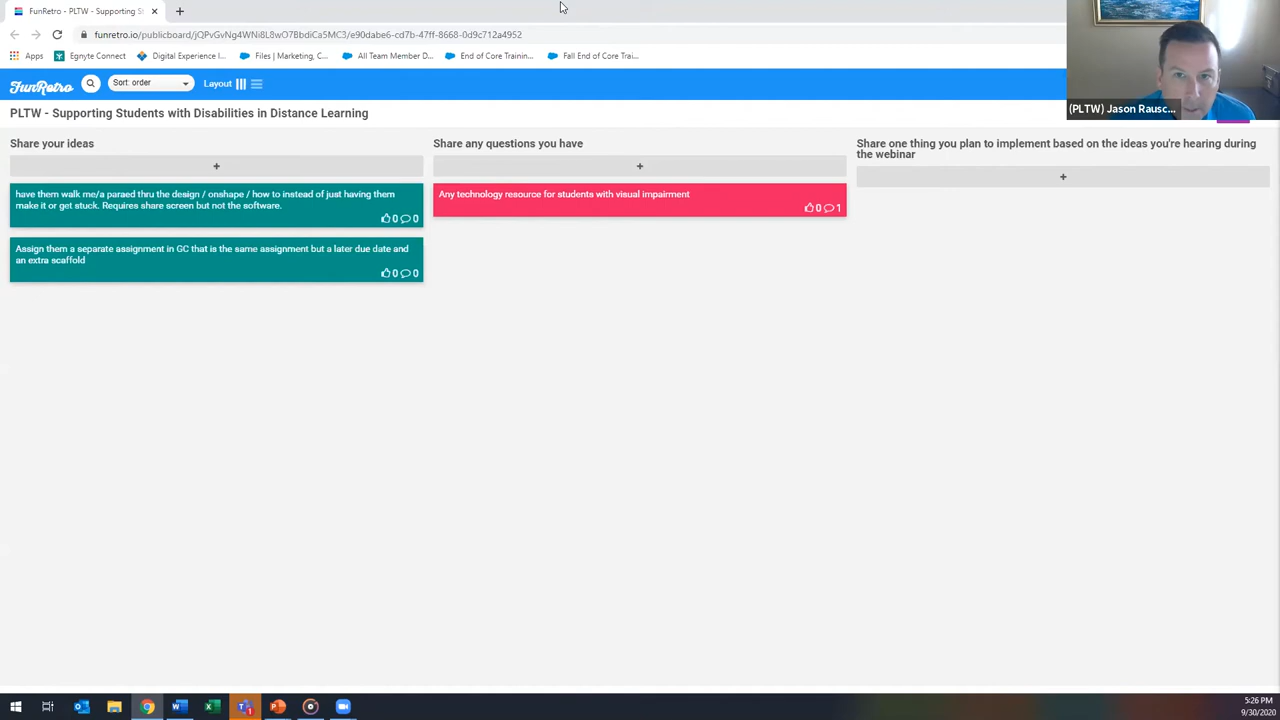 FunRetro - PLTW - Supporting S
funretro.io/publicboard/jQPvGvNg4WNi8L8wO7BbdiCa5MC3/e90dabe6-cd7b-47ff-8668-0d9c712a4952
Apps
Egnyte Connect
Digital Experience I...
Files | Marketing, C...
All Team Member D...
End of Core Trainin...
Fall End of Core Trai...
FunRetro
Sort: order
Layout
(PLTW) Jason Rausc...
PLTW - Supporting Students with Disabilities in Distance Learning
Share your ideas
+
have them walk me/a paraed thru the design / onshape / how to instead of just having them
make it or get stuck. Requires share screen but not the software.
0 0
Assign them a separate assignment in GC that is the same assignment but a later due date and
an extra scaffold
0 0
Share any questions you have
+
Any technology resource for students with visual impairment
0 1
Share one thing you plan to implement based on the ideas you're hearing during
the webinar
+
5:26 PM
9/30/2020